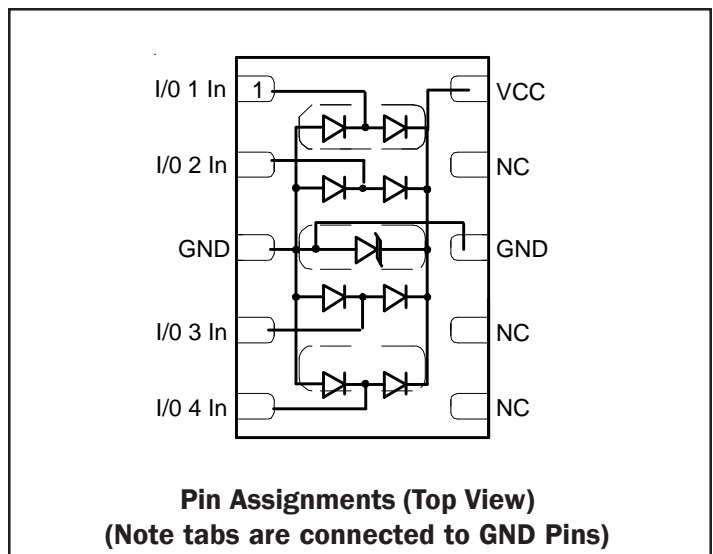 I/0 1 In 1 VCC
I/0 2 In NC
GND GND
I/0 3 In NC
I/0 4 In NC
Pin Assignments (Top View)
(Note tabs are connected to GND Pins)